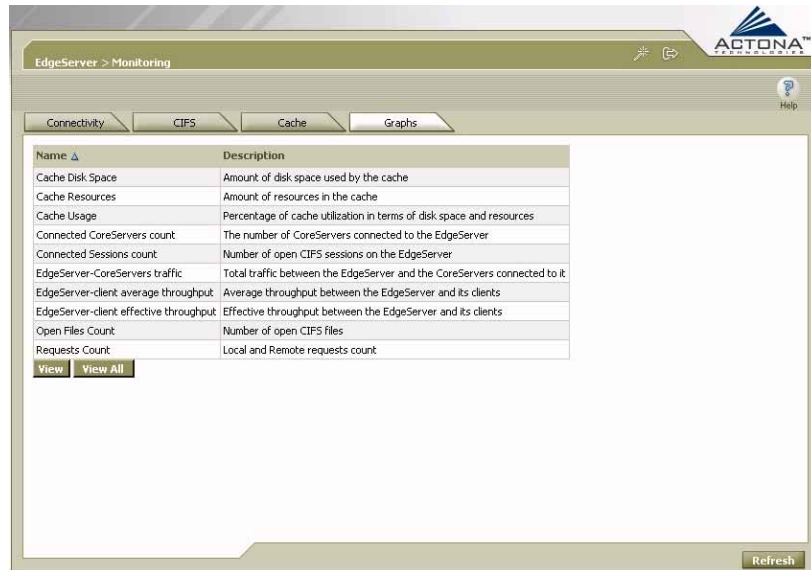 ACTONA™
TECHNOLOGIES
EdgeServer > Monitoring
Help
Connectivity CIFS Cache Graphs
Name Description
Cache Disk Space Amount of disk space used by the cache
Cache Resources Amount of resources in the cache
Cache Usage Percentage of cache utilization in terms of disk space and resources
Connected CoreServers count The number of CoreServers connected to the EdgeServer
Connected Sessions count Number of open CIFS sessions on the EdgeServer
EdgeServer-CoreServers traffic Total traffic between the EdgeServer and the CoreServers connected to it
EdgeServer-client average throughput Average throughput between the EdgeServer and its clients
EdgeServer-client effective throughput Effective throughput between the EdgeServer and its clients
Open Files Count Number of open CIFS files
Requests Count Local and Remote requests count
View View All
Refresh